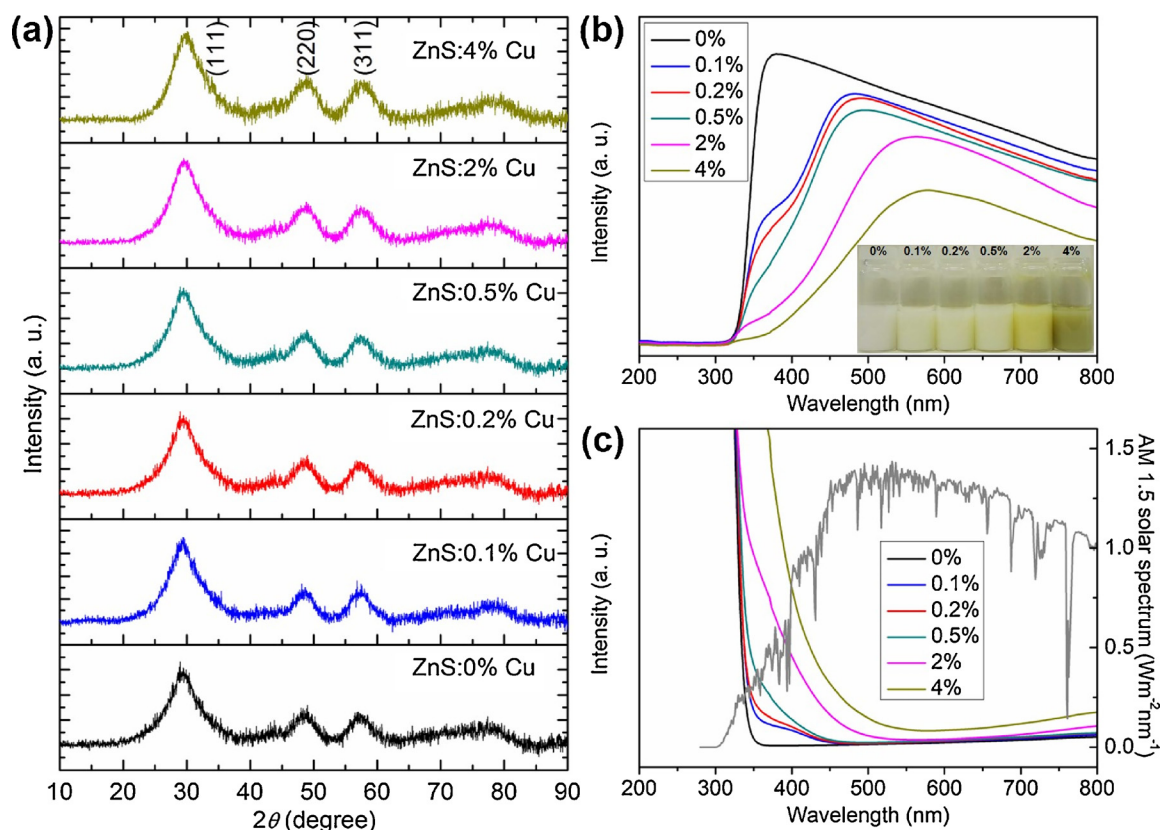 (a)
(111)
(220)
(311)
ZnS:4% Cu
ZnS:2% Cu
ZnS:0.5% Cu
ZnS:0.2% Cu
ZnS:0.1% Cu
ZnS:0% Cu
Intensity (a. u.)
10 20 30 40 50 60 70 80 90
2θ (degree)
(b)
0%
0.1%
0.2%
0.5%
2%
4%
0% 0.1% 0.2% 0.5% 2% 4%
Intensity (a. u.)
200 300 400 500 600 700 800
Wavelength (nm)
(c)
0%
0.1%
0.2%
0.5%
2%
4%
Intensity (a. u.)
1.5
1.0
0.5
0.0
AM 1.5 solar spectrum (Wm⁻²nm⁻¹)
200 300 400 500 600 700 800
Wavelength (nm)